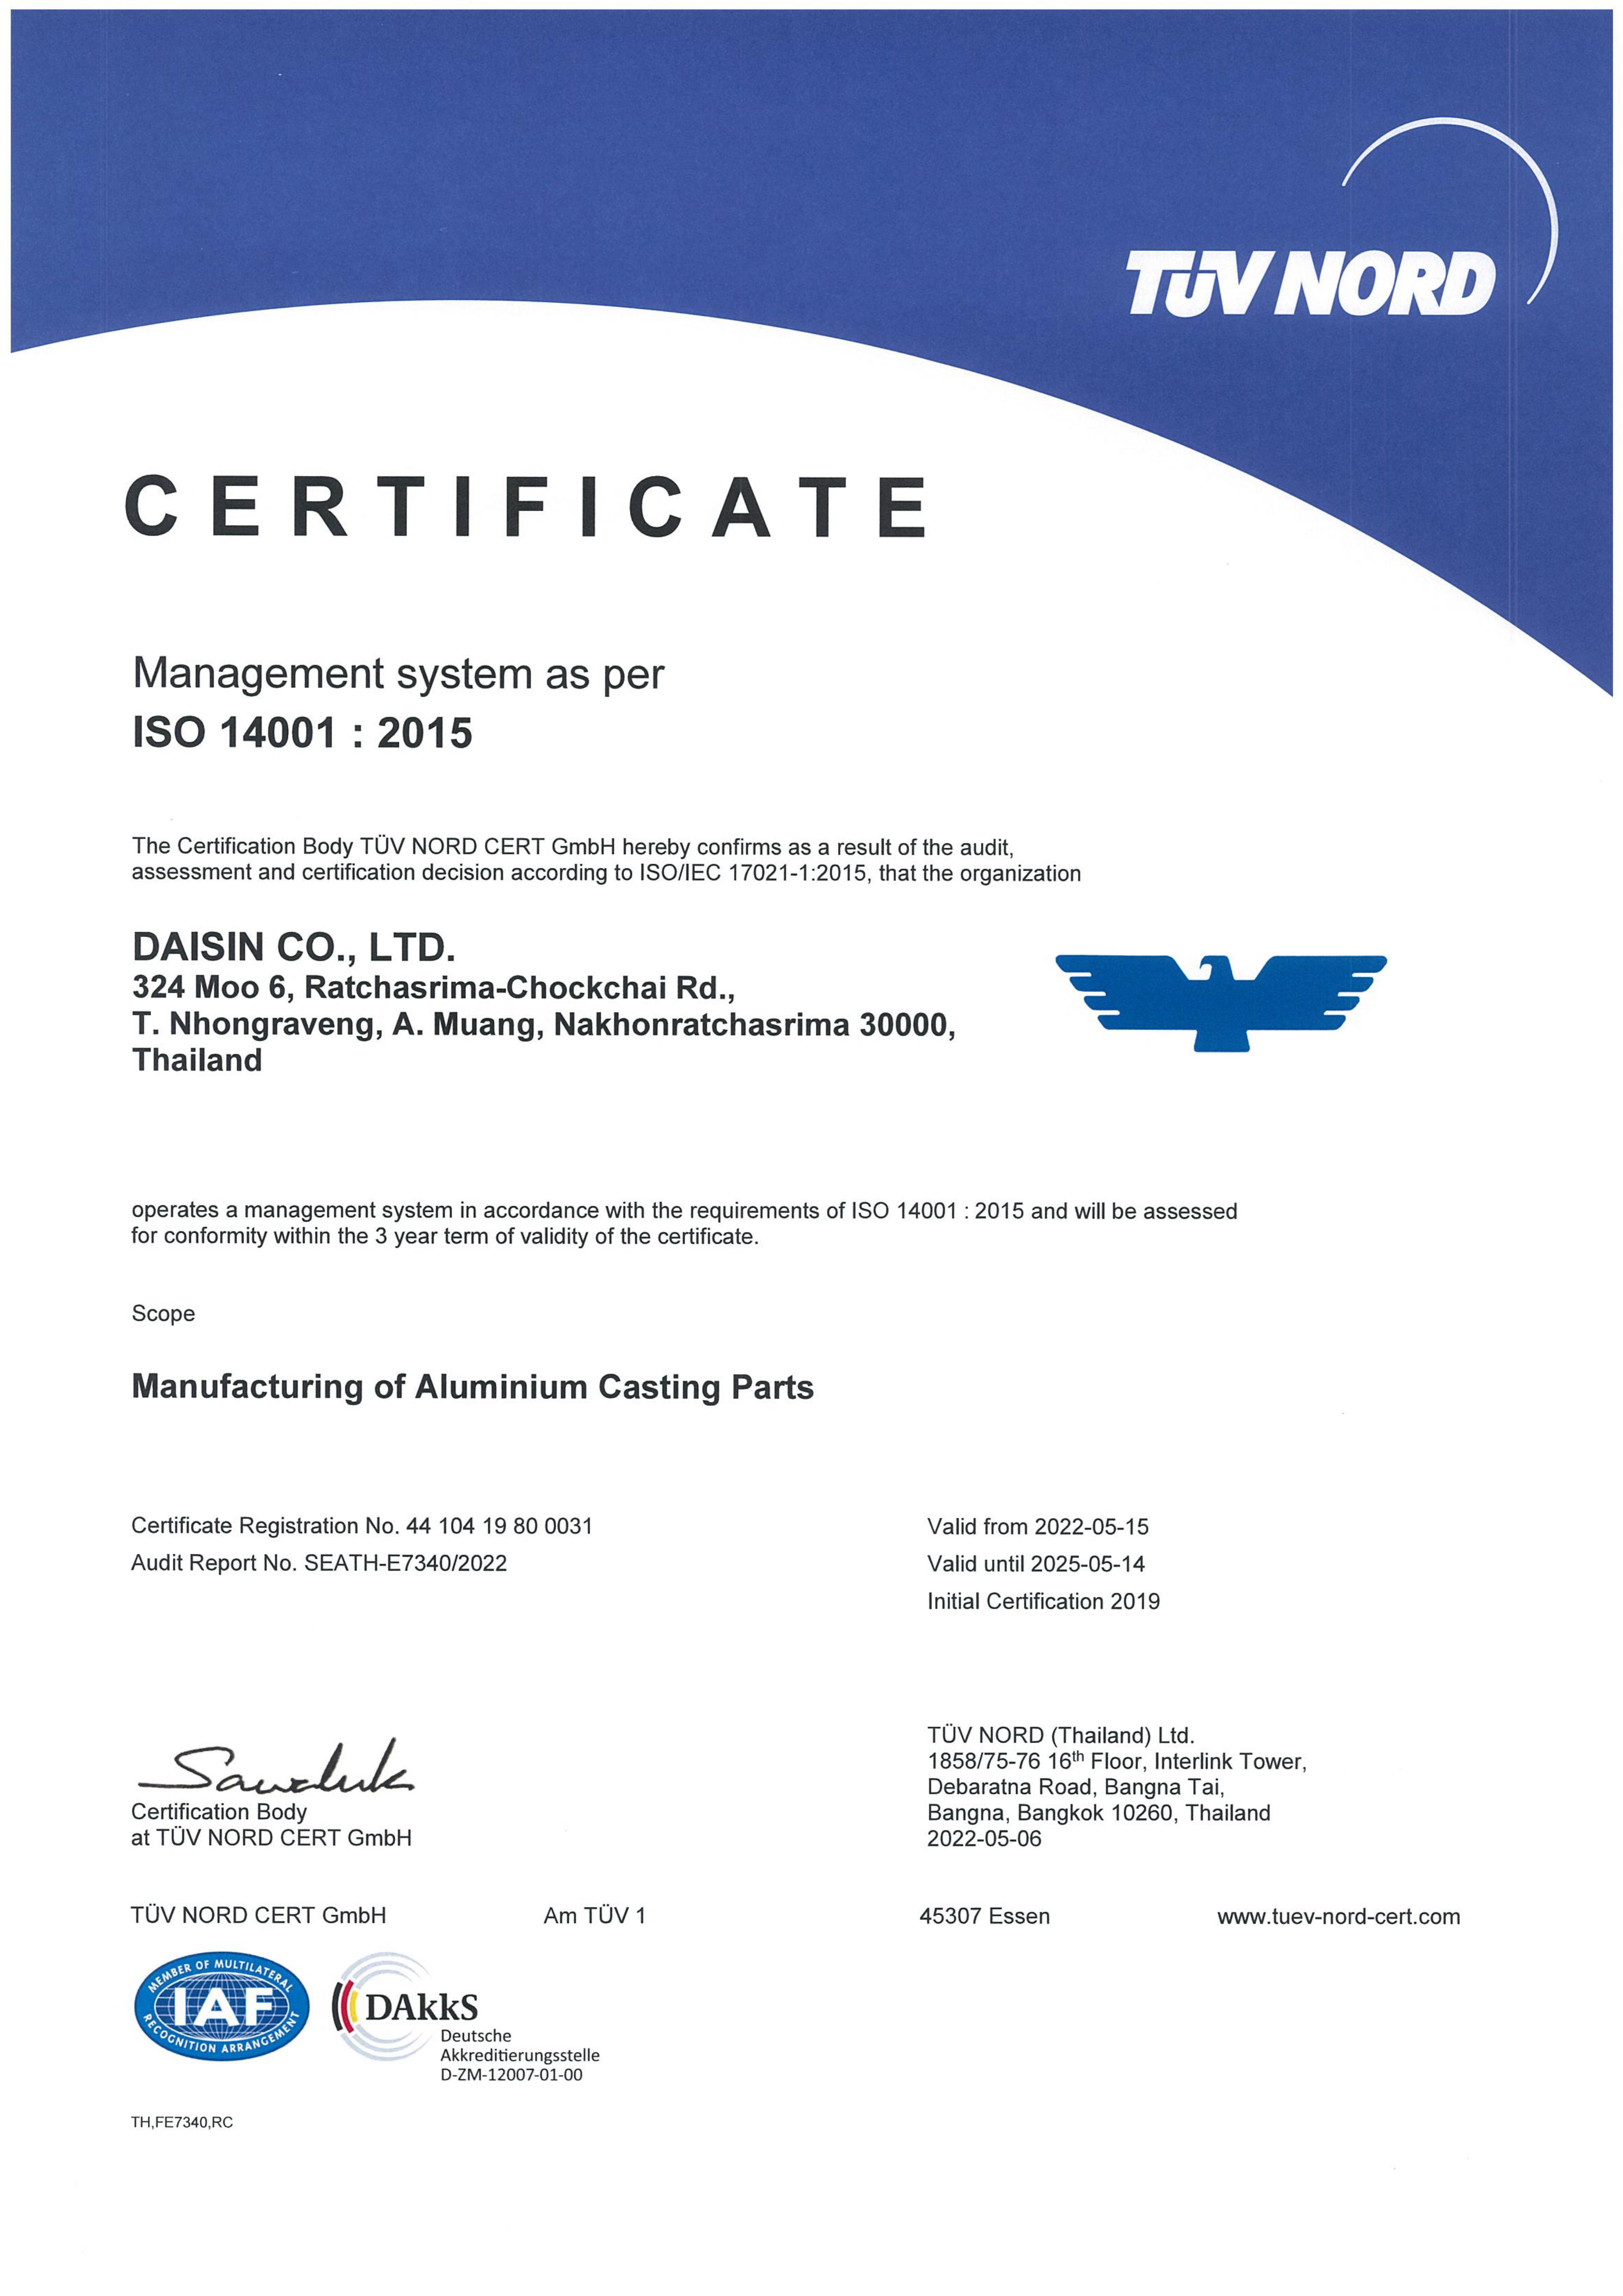 TÜV NORD
CERTIFICATE
Management system as per
ISO 14001 : 2015
The Certification Body TÜV NORD CERT GmbH hereby confirms as a result of the audit,
assessment and certification decision according to ISO/IEC 17021-1:2015, that the organization
DAISIN CO., LTD.
324 Moo 6, Ratchasrima-Chockchai Rd.,
T. Nhongraveng, A. Muang, Nakhonratchasrima 30000,
Thailand
operates a management system in accordance with the requirements of ISO 14001 : 2015 and will be assessed
for conformity within the 3 year term of validity of the certificate.
Scope
Manufacturing of Aluminium Casting Parts
Certificate Registration No. 44 104 19 80 0031
Audit Report No. SEATH-E7340/2022
Valid from 2022-05-15
Valid until 2025-05-14
Initial Certification 2019
Certification Body
at TÜV NORD CERT GmbH
TÜV NORD (Thailand) Ltd.
1858/75-76 16th Floor, Interlink Tower,
Debaratna Road, Bangna Tai,
Bangna, Bangkok 10260, Thailand
2022-05-06
TÜV NORD CERT GmbH Am TÜV 1 45307 Essen www.tuev-nord-cert.com
MEMBER OF MULTILATERAL
IAF
RECOGNITION ARRANGEMENT
DAkkS
Deutsche
Akkreditierungsstelle
D-ZM-12007-01-00
TH,FE7340,RC